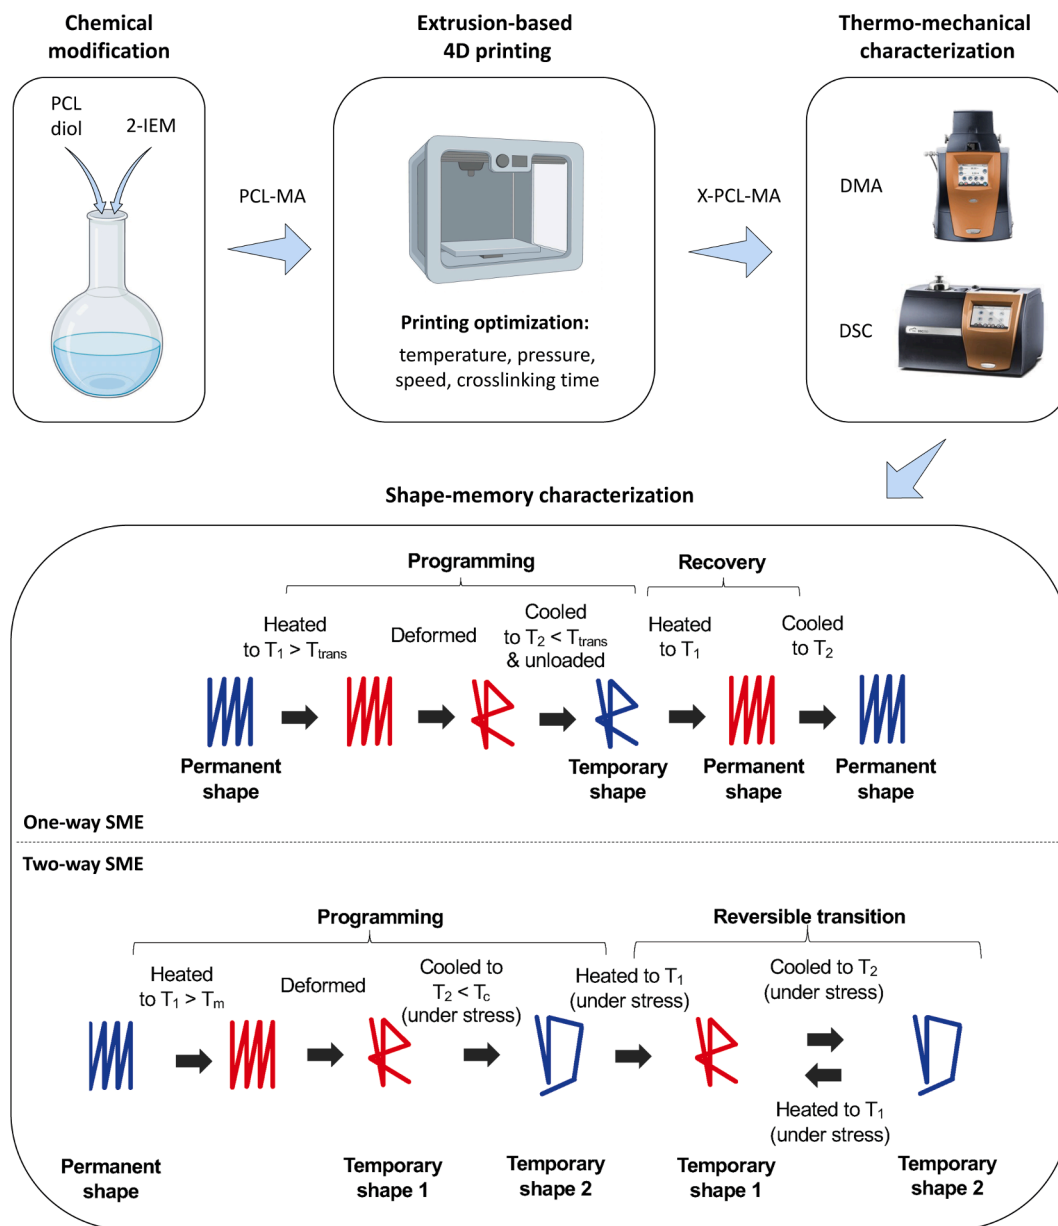 Chemical
modification
Extrusion-based
4D printing
Thermo-mechanical
characterization
PCL
diol
2-IEM
PCL-MA
Printing optimization:
temperature, pressure,
speed, crosslinking time
X-PCL-MA
DMA
DSC
Shape-memory characterization
Programming
Recovery
Heated
to T1 > Ttrans
Deformed
Cooled
to T2 < Ttrans
& unloaded
Heated
to T1
Cooled
to T2
Permanent
shape
Temporary
shape
Permanent
shape
Permanent
shape
One-way SME
Two-way SME
Programming
Reversible transition
Heated
to T1 > Tm
Deformed
Cooled to
T2 < Tc
(under stress)
Heated to T1
(under stress)
Cooled to T2
(under stress)
Heated to T1
(under stress)
Permanent
shape
Temporary
shape 1
Temporary
shape 2
Temporary
shape 1
Temporary
shape 2